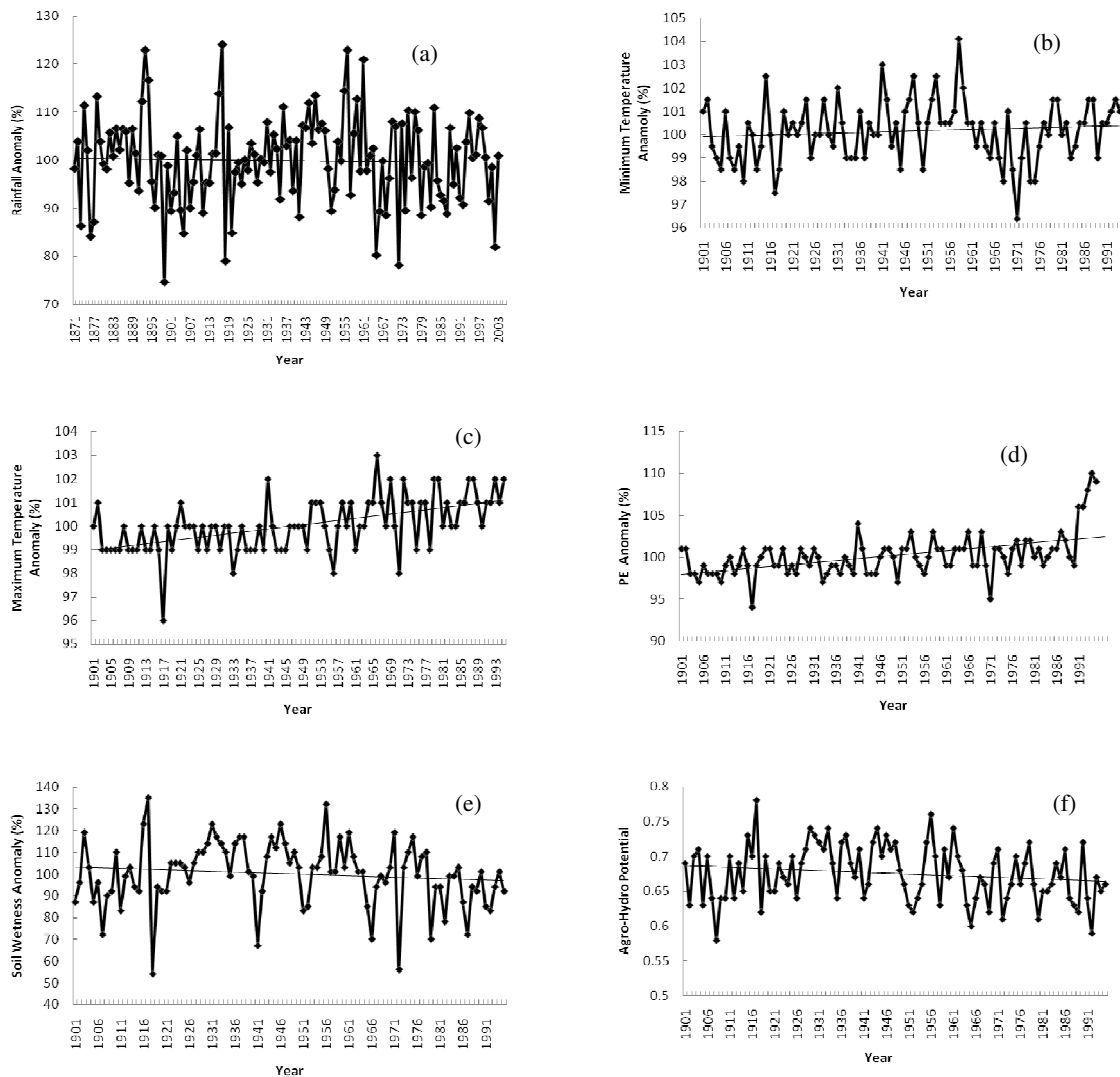 (a)
Rainfall Anomaly (%)
130
120
110
100
90
80
70
1871 1877 1883 1889 1895 1901 1907 1913 1919 1925 1931 1937 1943 1949 1955 1961 1967 1973 1979 1985 1991 1997 2003
Year
(b)
Minimum Temperature
Anamoly (%)
105
104
103
102
101
100
99
98
97
96
1901 1906 1911 1916 1921 1926 1931 1936 1941 1946 1951 1956 1961 1966 1971 1976 1981 1986 1991
Year
(c)
Maximum Temperature
Anomaly (%)
104
103
102
101
100
99
98
97
96
95
1901 1905 1909 1913 1917 1921 1925 1929 1933 1937 1941 1945 1949 1953 1957 1961 1965 1969 1973 1977 1981 1985 1989 1993
Year
(d)
PE Anomaly (%)
115
110
105
100
95
90
1901 1906 1911 1916 1921 1926 1931 1936 1941 1946 1951 1956 1961 1966 1971 1976 1981 1986 1991
Year
(e)
Soil Wetness Anomaly (%)
140
130
120
110
100
90
80
70
60
50
40
1901 1906 1911 1916 1921 1926 1931 1936 1941 1946 1951 1956 1961 1966 1971 1976 1981 1986 1991
Year
(f)
Agro-Hydro Potential
0.8
0.75
0.7
0.65
0.6
0.55
0.5
1901 1906 1911 1916 1921 1926 1931 1936 1941 1946 1951 1956 1961 1966 1971 1976 1981 1986 1991
Year